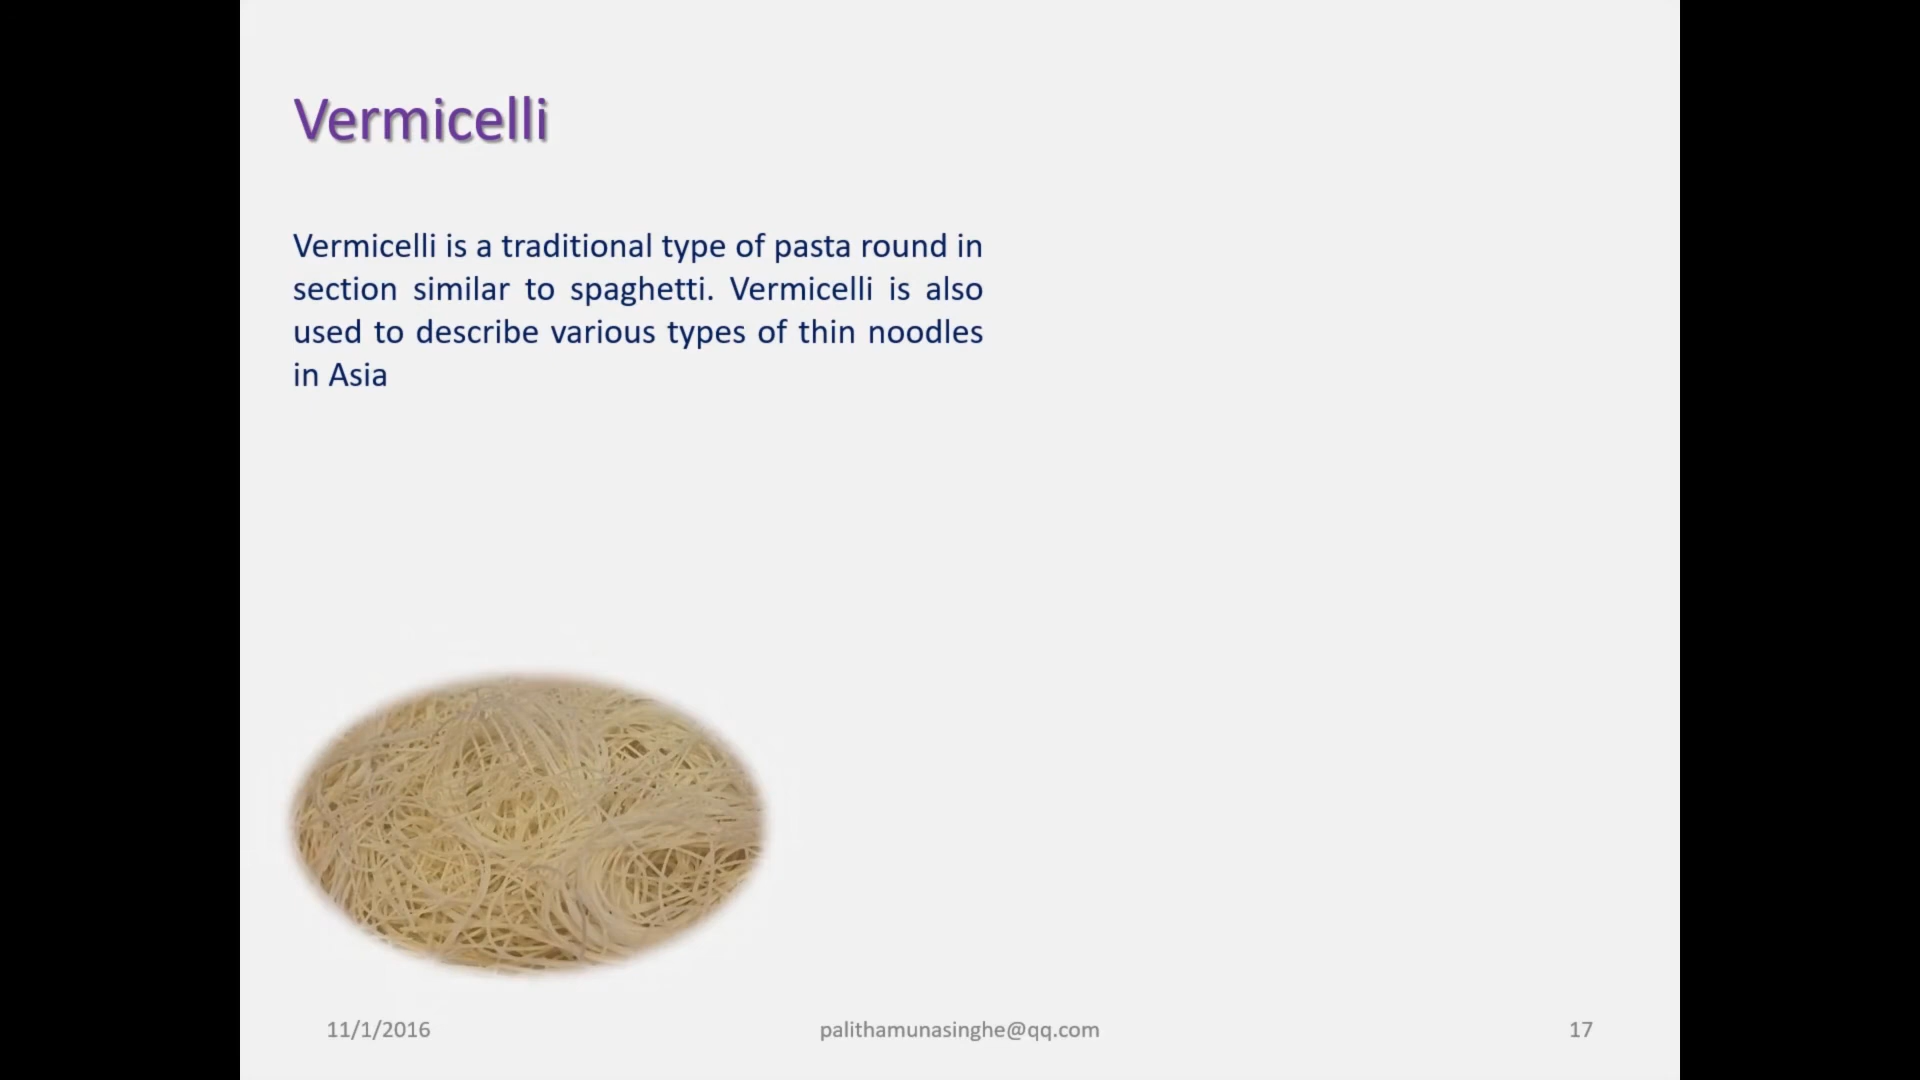 Vermicelli
Vermicelli is a traditional type of pasta round in
section similar to spaghetti. Vermicelli is also
used to describe various types of thin noodles
in Asia
11/1/2016
palithamunasinghe@qq.com
17